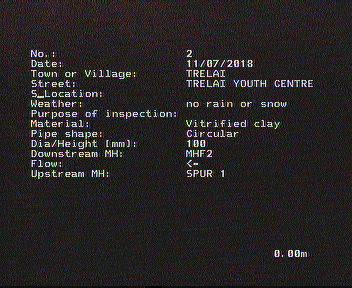 No.: 2
Date: 11/07/2018
Town or Village: TRELAI
Street: TRELAI YOUTH CENTRE
S_Location:
Weather: no rain or snow
Purpose of inspection:
Material: Vitrified clay
Pipe shape: Circular
Dia/Height [mm]: 100
Downstream MH: MHF2
Flow: <-
Upstream MH: SPUR 1
0.00m